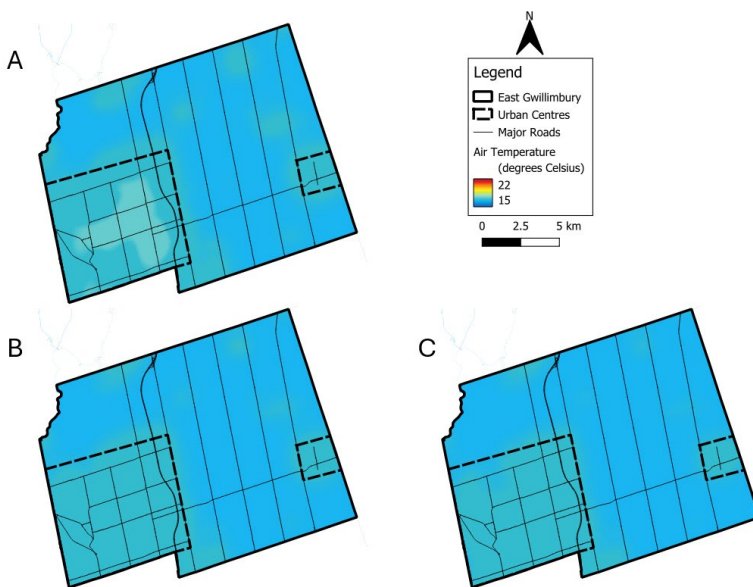 A
N
Legend
East Gwillimbury
Urban Centres
Major Roads
Air Temperature
(degrees Celsius)
22
15
0 2.5 5 km
B
C